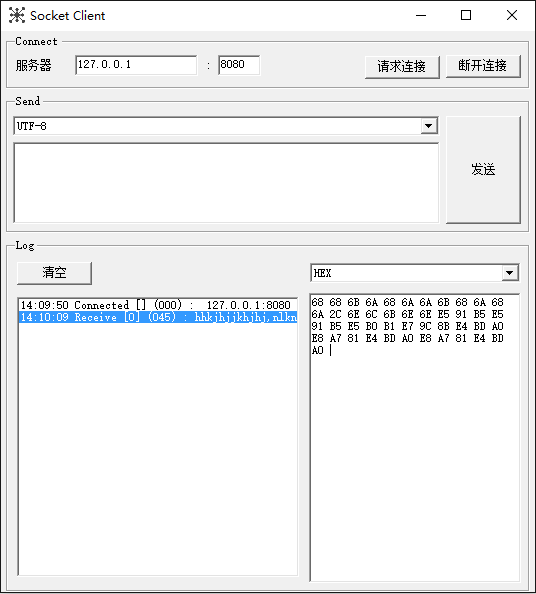 Socket Client
Connect
服务器 127.0.0.1 : 8080 请求连接 断开连接
Send
UTF-8
发送
Log
清空 HEX
14:09:50 Connected [] (000) : 127.0.0.1:8080
14:10:09 Receive [0] (045) : hhkjhjjkhjhj,nlkn
68 68 6B 6A 68 6A 6A 6B 68 6A 68
6A 2C 6E 6C 6B 6E 6E E5 91 B5 E5
91 B5 E5 B0 B1 E7 9C 8B E4 BD A0
E8 A7 81 E4 BD A0 E8 A7 81 E4 BD
A0